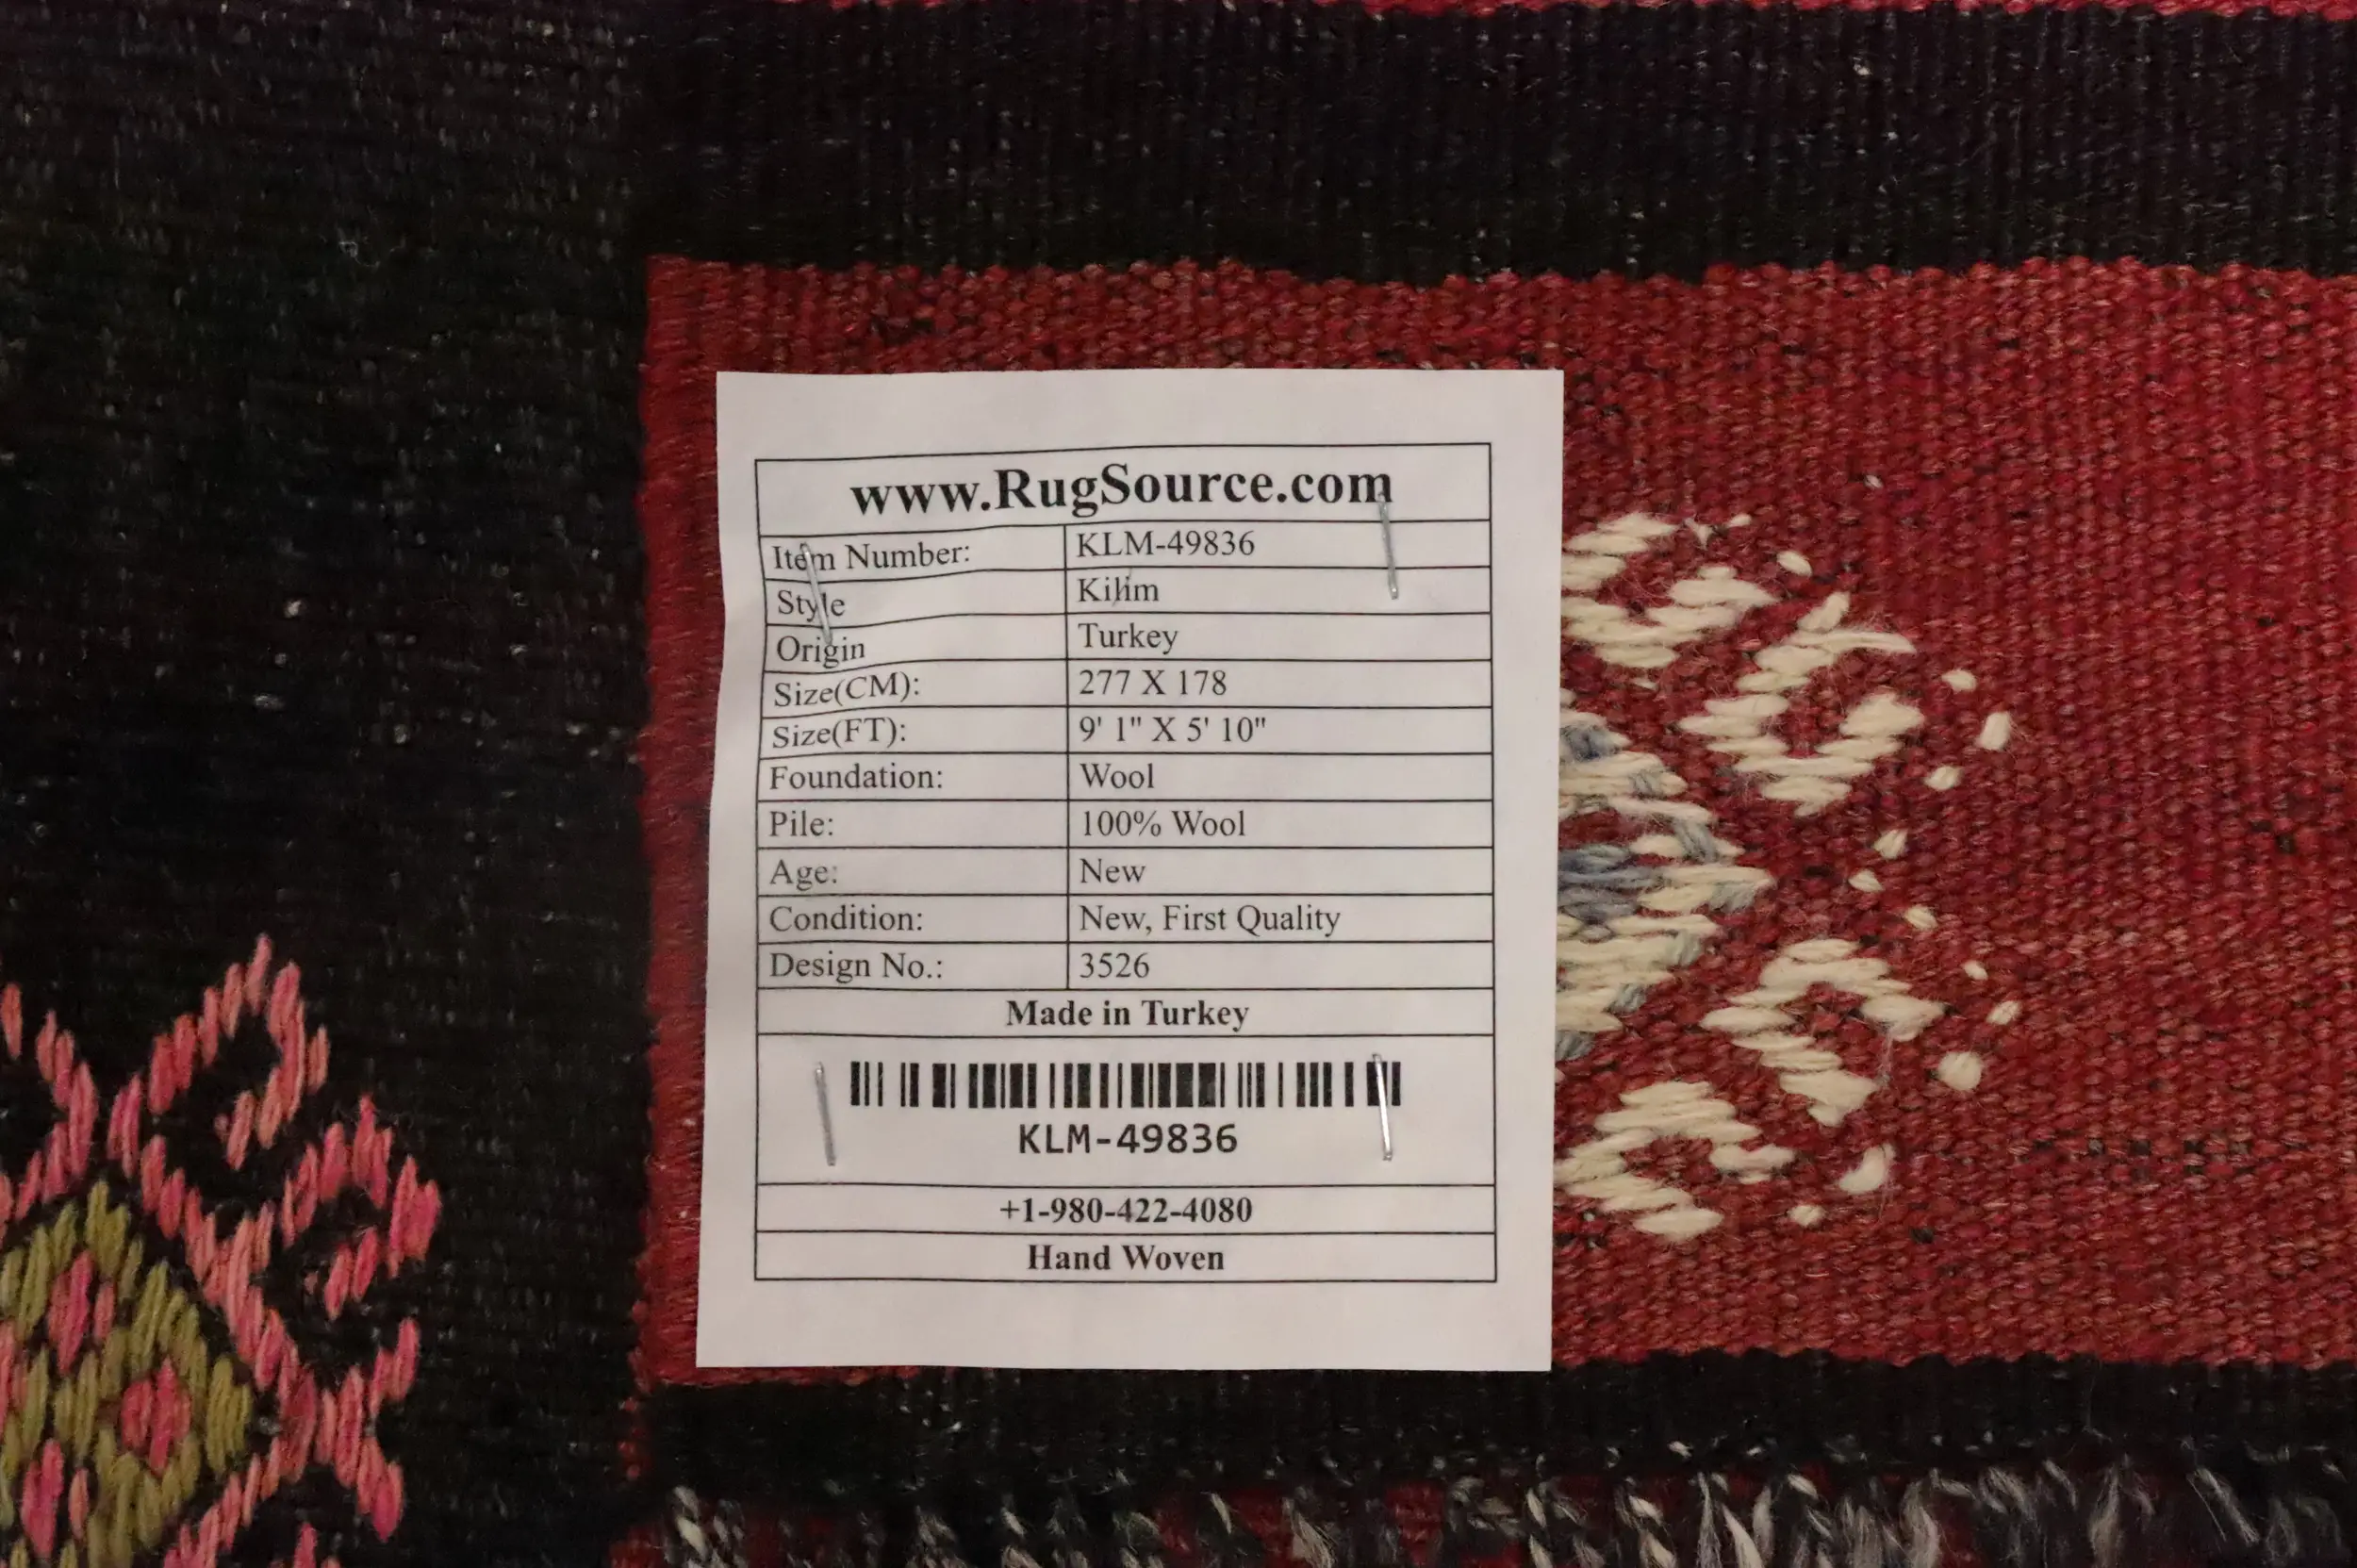 www.RugSource.com
Item Number: KLM-49836
Style Kilim
Origin Turkey
Size(CM): 277 X 178
Size(FT): 9' 1" X 5' 10"
Foundation: Wool
Pile: 100% Wool
Age: New
Condition: New, First Quality
Design No.: 3526
Made in Turkey
KLM-49836
+1-980-422-4080
Hand Woven